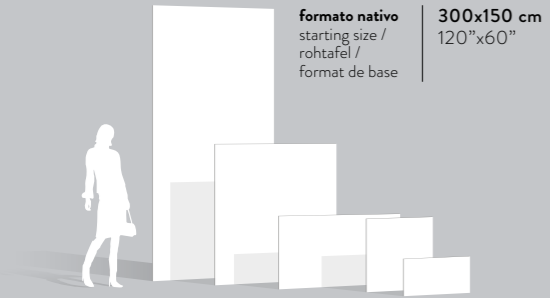 formato nativo
starting size /
rohtafel /
format de base
300x150 cm
120”x60”